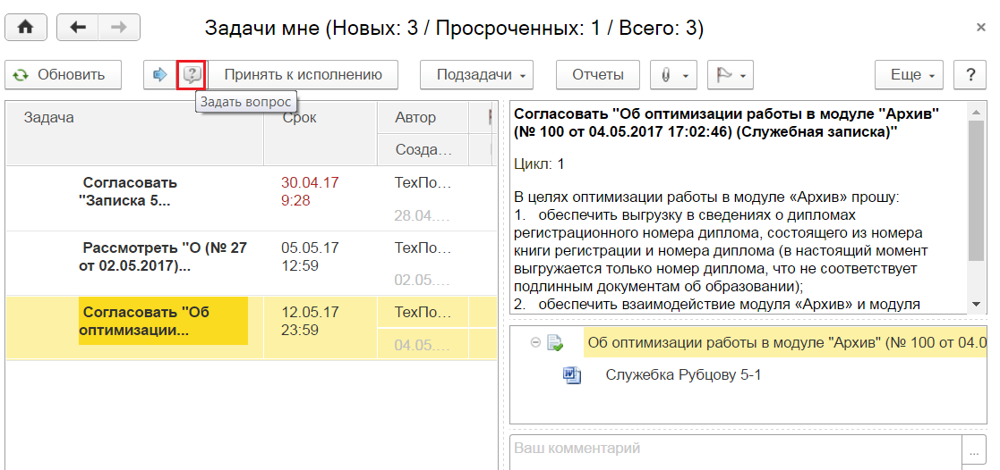 Задачи мне (Новых: 3 / Просроченных: 1 / Всего: 3)
Обновить
Принять к исполнению
Подзадачи
Отчеты
Еще
?
Задать вопрос
Задача
Срок
Автор
Созда...
Согласовать
"Записка 5...
30.04.17
9:28
ТехПо...
28.04....
Рассмотреть "О (№ 27
от 02.05.2017)...
05.05.17
12:59
ТехПо...
02.05....
Согласовать "Об
оптимизации...
12.05.17
23:59
ТехПо...
04.05....
Согласовать "Об оптимизации работы в модуле "Архив"
(№ 100 от 04.05.2017 17:02:46) (Служебная записка)"
Цикл: 1
В целях оптимизации работы в модуле «Архив» прошу:
1. обеспечить выгрузку в сведениях о дипломах
регистрационного номера диплома, состоящего из номера
книги регистрации и номера диплома (в настоящий момент
выгружается только номер диплома, что не соответствует
подлинным документам об образовании);
2. обеспечить взаимодействие модуля «Архив» и модуля
Об оптимизации работы в модуле "Архив" (№ 100 от 04.0
Служебка Рубцову 5-1
Ваш комментарий
...